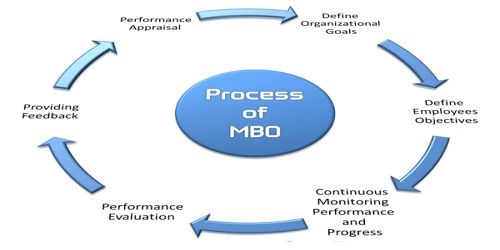 Performance
Appraisal
Define
Organizational
Goals
Define
Employees
Objectives
Continuous
Monitoring
Performance
and
Progress
Performance
Evaluation
Providing
Feedback
Process
of
MBO